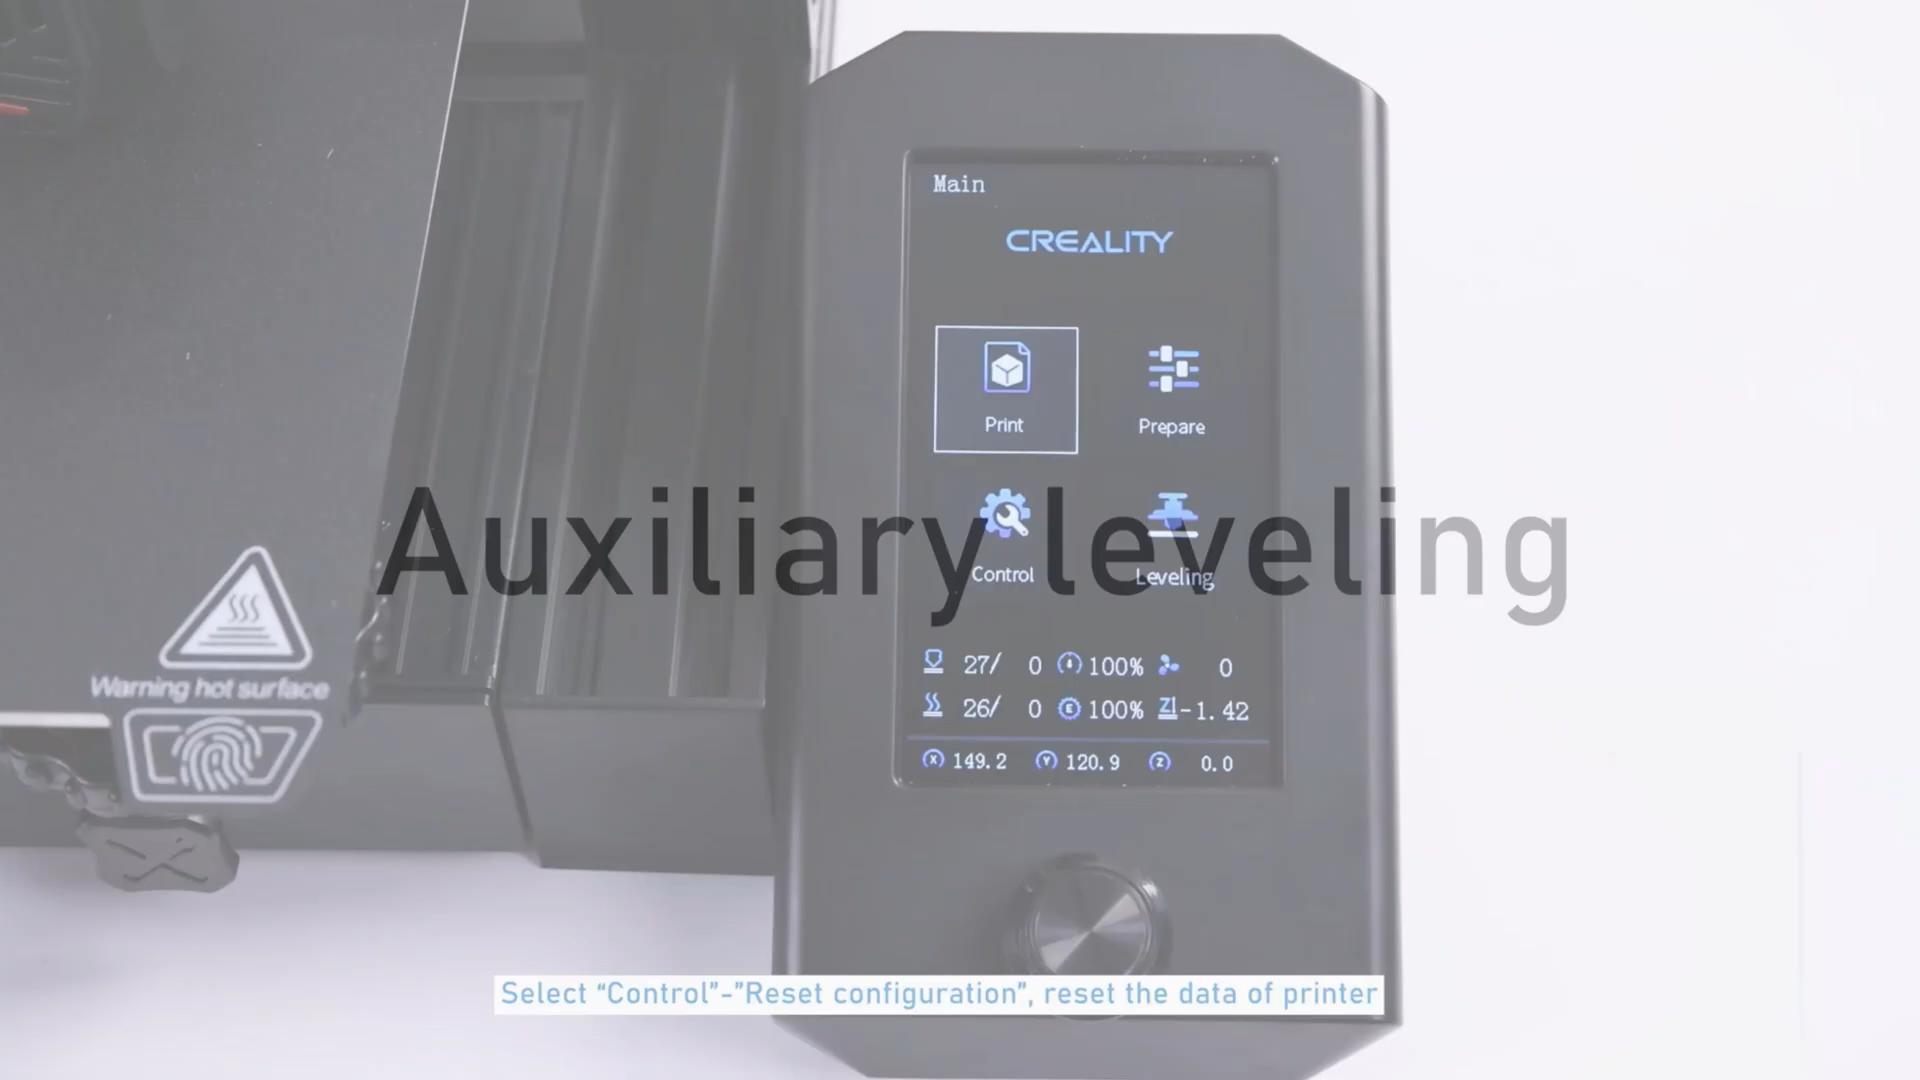 Main
CREALITY
Print
Prepare
Auxiliary leveling
Control
Leveling
27/ 0 100% 0
26/ 0 E 100% Z -1.42
X 149.2 Y 120.9 Z 0.0
Warning hot surface
Select “Control”-”Reset configuration”, reset the data of printer